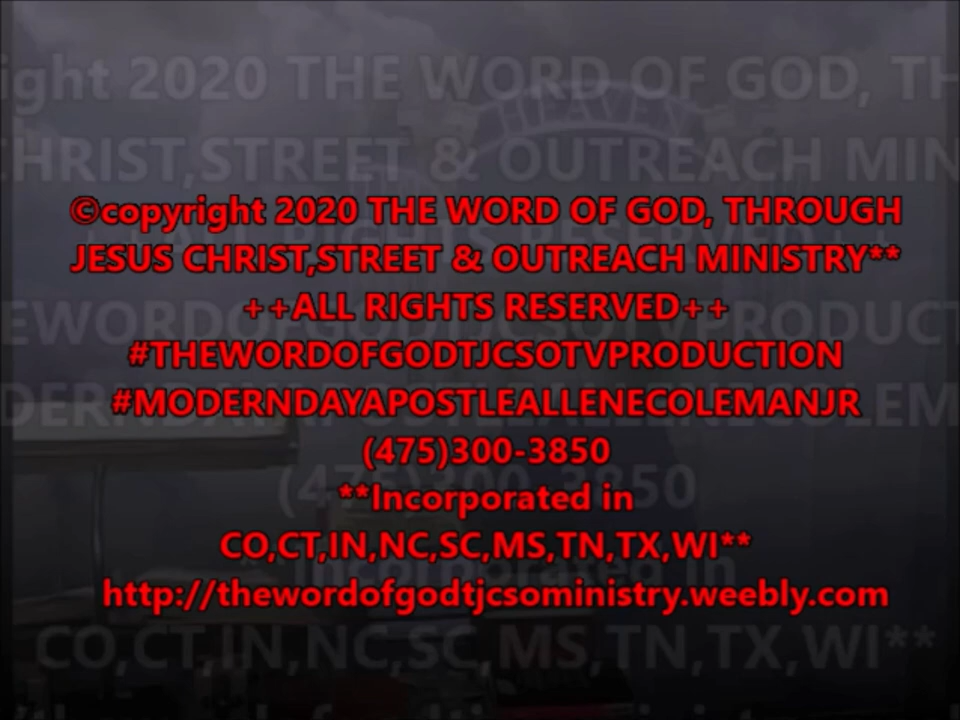 ©copyright 2020 THE WORD OF GOD, THROUGH
JESUS CHRIST,STREET & OUTREACH MINISTRY**
++ALL RIGHTS RESERVED++
#THEWORDOFGODTJCSOTVPRODUCTION
#MODERNDAYAPOSTLEALLENECOLEMANJR
(475)300-3850
**Incorporated in
CO,CT,IN,NC,SC,MS,TN,TX,WI**
http://thewordofgodtjcsoministry.weebly.com
HEAVEN